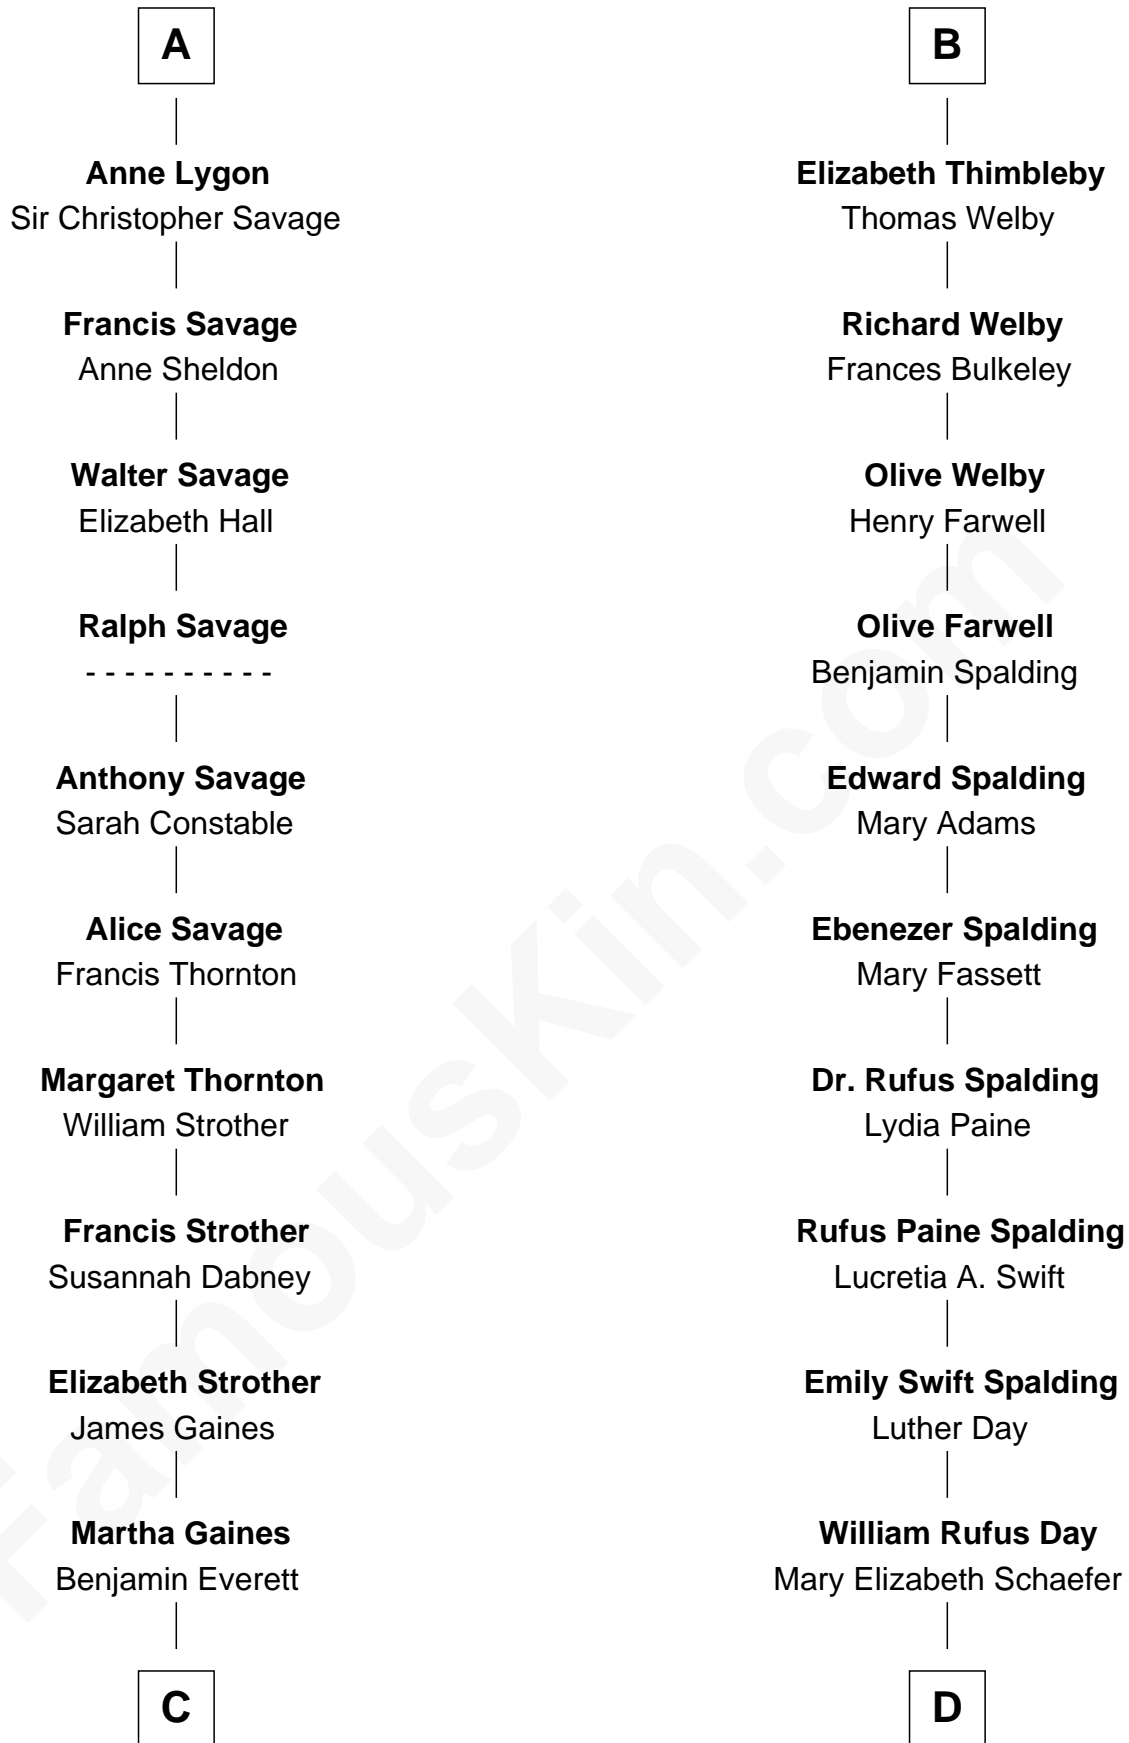 A
Anne Lygon
Sir Christopher Savage
Francis Savage
Anne Sheldon
Walter Savage
Elizabeth Hall
Ralph Savage
- - - - - - - - - -
Anthony Savage
Sarah Constable
Alice Savage
Francis Thornton
Margaret Thornton
William Strother
Francis Strother
Susannah Dabney
Elizabeth Strother
James Gaines
Martha Gaines
Benjamin Everett
C
B
Elizabeth Thimbleby
Thomas Welby
Richard Welby
Frances Bulkeley
Olive Welby
Henry Farwell
Olive Farwell
Benjamin Spalding
Edward Spalding
Mary Adams
Ebenezer Spalding
Mary Fassett
Dr. Rufus Spalding
Lydia Paine
Rufus Paine Spalding
Lucretia A. Swift
Emily Swift Spalding
Luther Day
William Rufus Day
Mary Elizabeth Schaefer
D
FamousKin.com